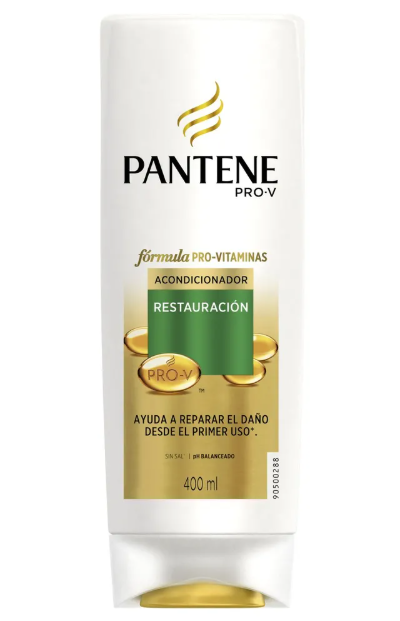 PANTENE
PRO-V
fórmula PRO-VITAMINAS
ACONDICIONADOR
RESTAURACIÓN
PRO-V
™
AYUDA A REPARAR EL DAÑO
DESDE EL PRIMER USO*.
SIN SAL | pH BALANCEADO
400 ml
90500288